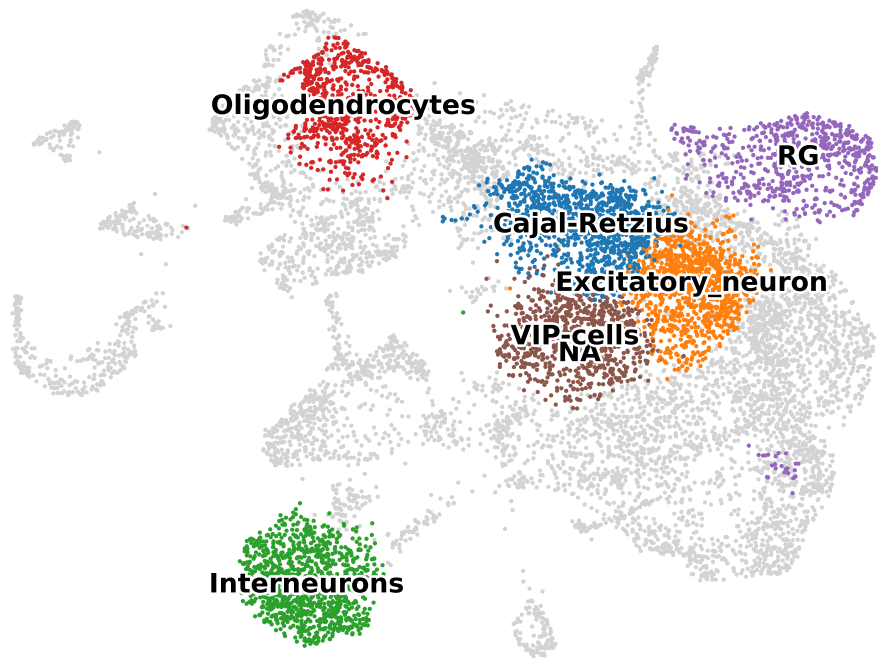 Oligodendrocytes
RG
Cajal-Retzius
Excitatory_neuron
VIP-cells
NA
Interneurons